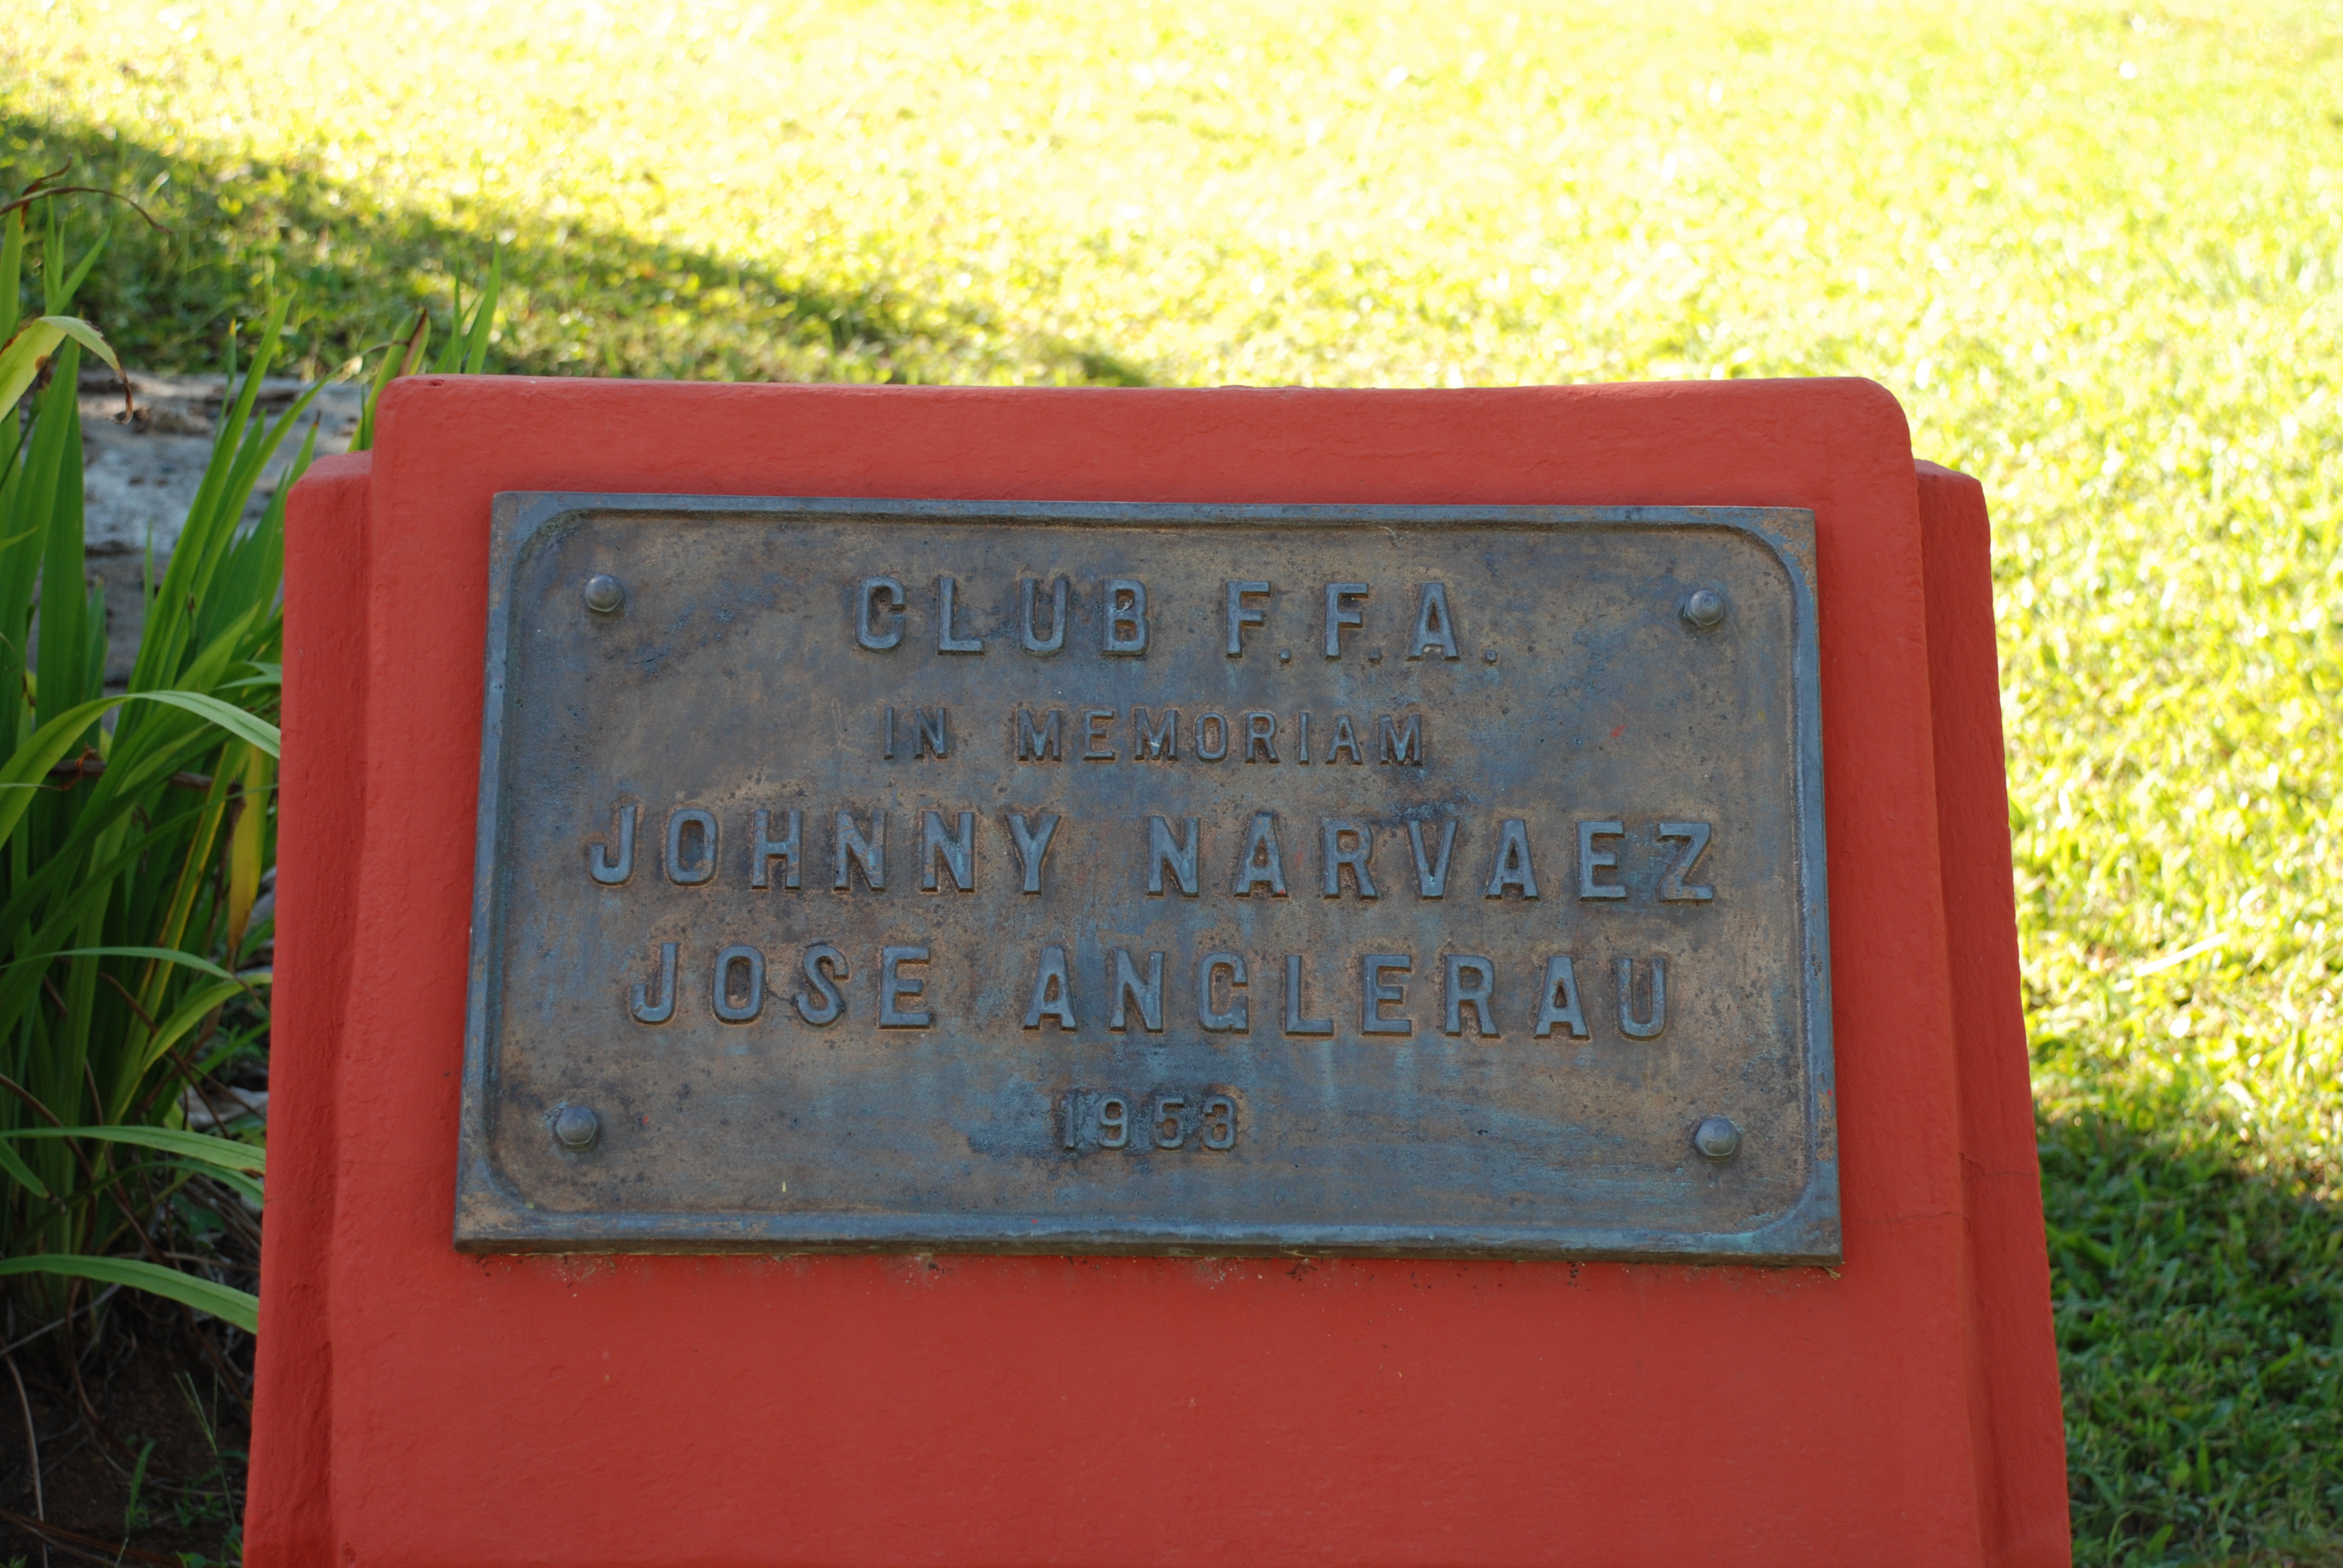 CLUB F.F.A.
IN MEMORIAM
JOHNNY NARVAEZ
JOSE ANGLERAU
1953